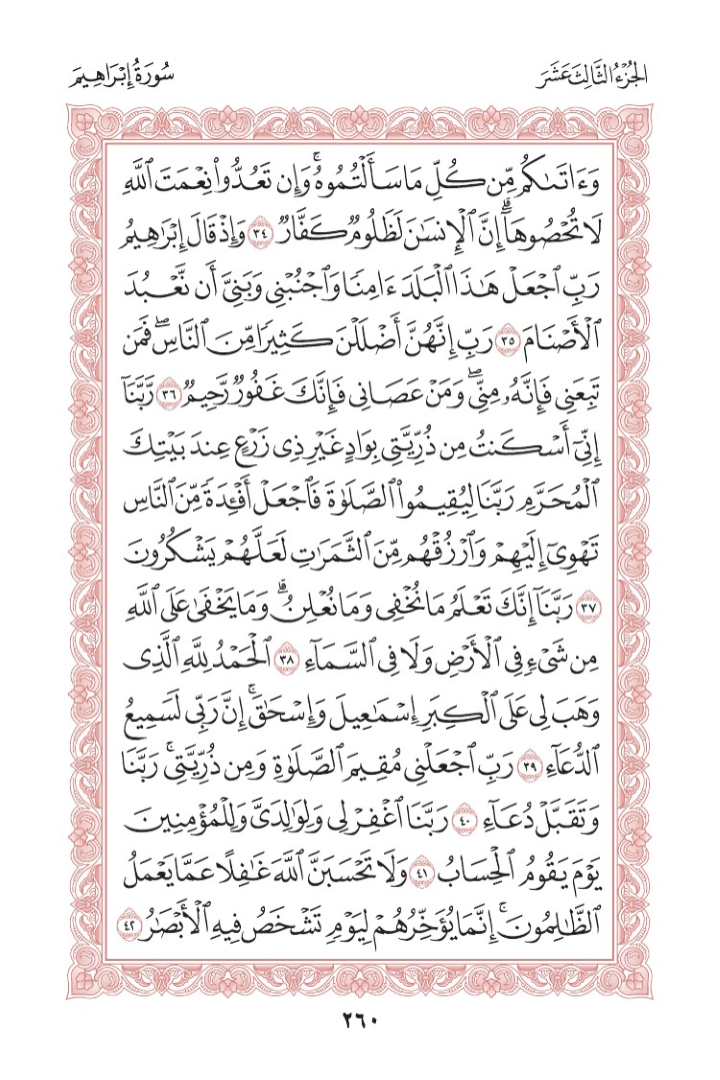 الجُزْءُ الثَّالِثَ عَشَرَ
سُورَةُ إِبْرَاهِيمَ
وَءَاتَىٰكُم مِّن كُلِّ مَا سَأَلْتُمُوهُۚ وَإِن تَعُدُّواْ نِعْمَتَ ٱللَّهِ
لَا تُحْصُوهَآۗ إِنَّ ٱلْإِنسَٰنَ لَظَلُومٌ كَفَّارٌ ٣٤ وَإِذْ قَالَ إِبْرَٰهِيمُ
رَبِّ ٱجْعَلْ هَٰذَا ٱلْبَلَدَ ءَامِنًا وَٱجْنُبْنِى وَبَنِىَّ أَن نَّعْبُدَ
ٱلْأَصْنَامَ ٣٥ رَبِّ إِنَّهُنَّ أَضْلَلْنَ كَثِيرًا مِّنَ ٱلنَّاسِۖ فَمَن
تَبِعَنِى فَإِنَّهُۥ مِنِّىۖ وَمَنْ عَصَانِى فَإِنَّكَ غَفُورٌ رَّحِيمٌ ٣٦ رَّبَّنَآ
إِنِّىٓ أَسْكَنتُ مِن ذُرِّيَّتِى بِوَادٍ غَيْرِ ذِى زَرْعٍ عِندَ بَيْتِكَ
ٱلْمُحَرَّمِ رَبَّنَا لِيُقِيمُواْ ٱلصَّلَوٰةَ فَٱجْعَلْ أَفْـِٔدَةً مِّنَ ٱلنَّاسِ
تَهْوِىٓ إِلَيْهِمْ وَٱرْزُقْهُم مِّنَ ٱلثَّمَرَٰتِ لَعَلَّهُمْ يَشْكُرُونَ
٣٧ رَبَّنَآ إِنَّكَ تَعْلَمُ مَا نُخْفِى وَمَا نُعْلِنُۗ وَمَا يَخْفَىٰ عَلَى ٱللَّهِ
مِن شَىْءٍ فِى ٱلْأَرْضِ وَلَا فِى ٱلسَّمَآءِ ٣٨ ٱلْحَمْدُ لِلَّهِ ٱلَّذِى
وَهَبَ لِى عَلَى ٱلْكِبَرِ إِسْمَٰعِيلَ وَإِسْحَٰقَۚ إِنَّ رَبِّى لَسَمِيعُ
ٱلدُّعَآءِ ٣٩ رَبِّ ٱجْعَلْنِى مُقِيمَ ٱلصَّلَوٰةِ وَمِن ذُرِّيَّتِىۚ رَبَّنَا
وَتَقَبَّلْ دُعَآءِ ٤٠ رَبَّنَا ٱغْفِرْ لِى وَلِوَٰلِدَىَّ وَلِلْمُؤْمِنِينَ
يَوْمَ يَقُومُ ٱلْحِسَابُ ٤١ وَلَا تَحْسَبَنَّ ٱللَّهَ غَٰفِلًا عَمَّا يَعْمَلُ
ٱلظَّٰلِمُونَۚ إِنَّمَا يُؤَخِّرُهُمْ لِيَوْمٍ تَشْخَصُ فِيهِ ٱلْأَبْصَٰرُ ٤٢
٢٦٠